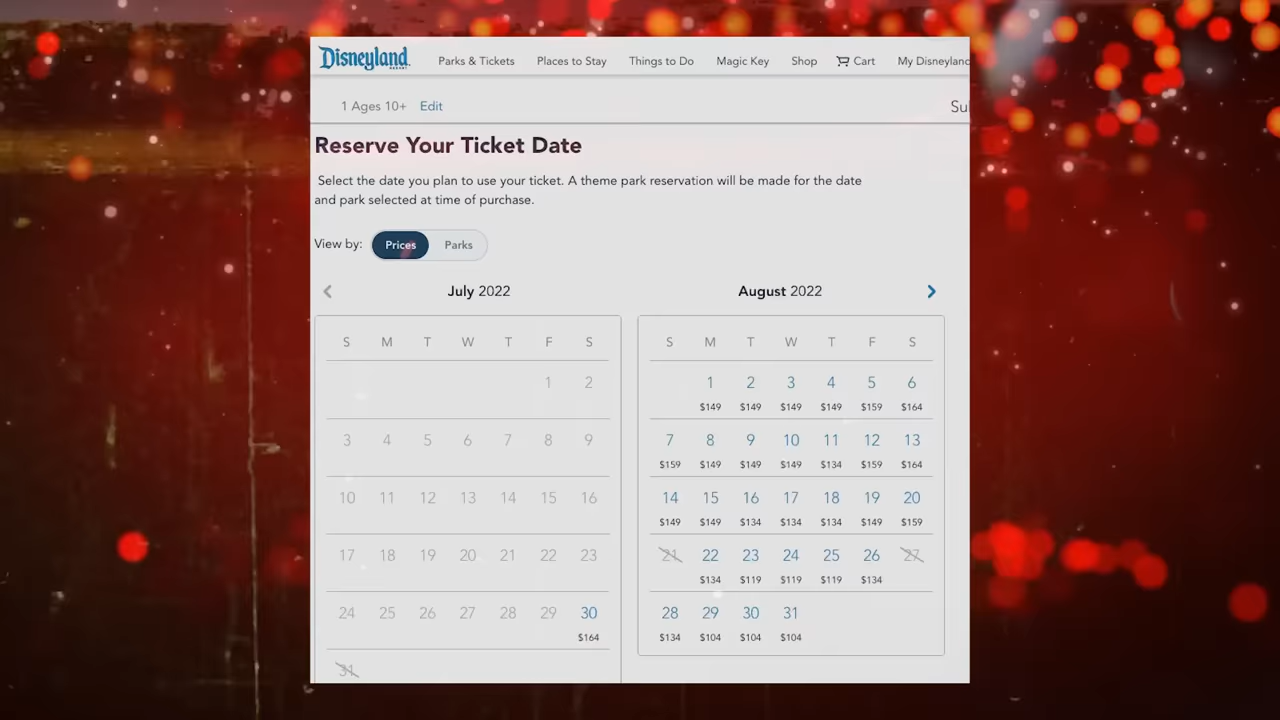 Disneyland
RESORT
Parks & Tickets Places to Stay Things to Do Magic Key Shop Cart My Disneyland
1 Ages 10+ Edit Su
Reserve Your Ticket Date
Select the date you plan to use your ticket. A theme park reservation will be made for the date
and park selected at time of purchase.
View by: Prices Parks
July 2022
S M T W T F S
1 2
3 4 5 6 7 8 9
10 11 12 13 14 15 16
17 18 19 20 21 22 23
24 25 26 27 28 29 30
$164
31
August 2022
S M T W T F S
1 2 3 4 5 6
$149 $149 $149 $149 $159 $164
7 8 9 10 11 12 13
$159 $149 $149 $149 $134 $159 $164
14 15 16 17 18 19 20
$149 $149 $134 $134 $134 $149 $159
21 22 23 24 25 26 27
$134 $119 $119 $119 $134
28 29 30 31
$134 $104 $104 $104